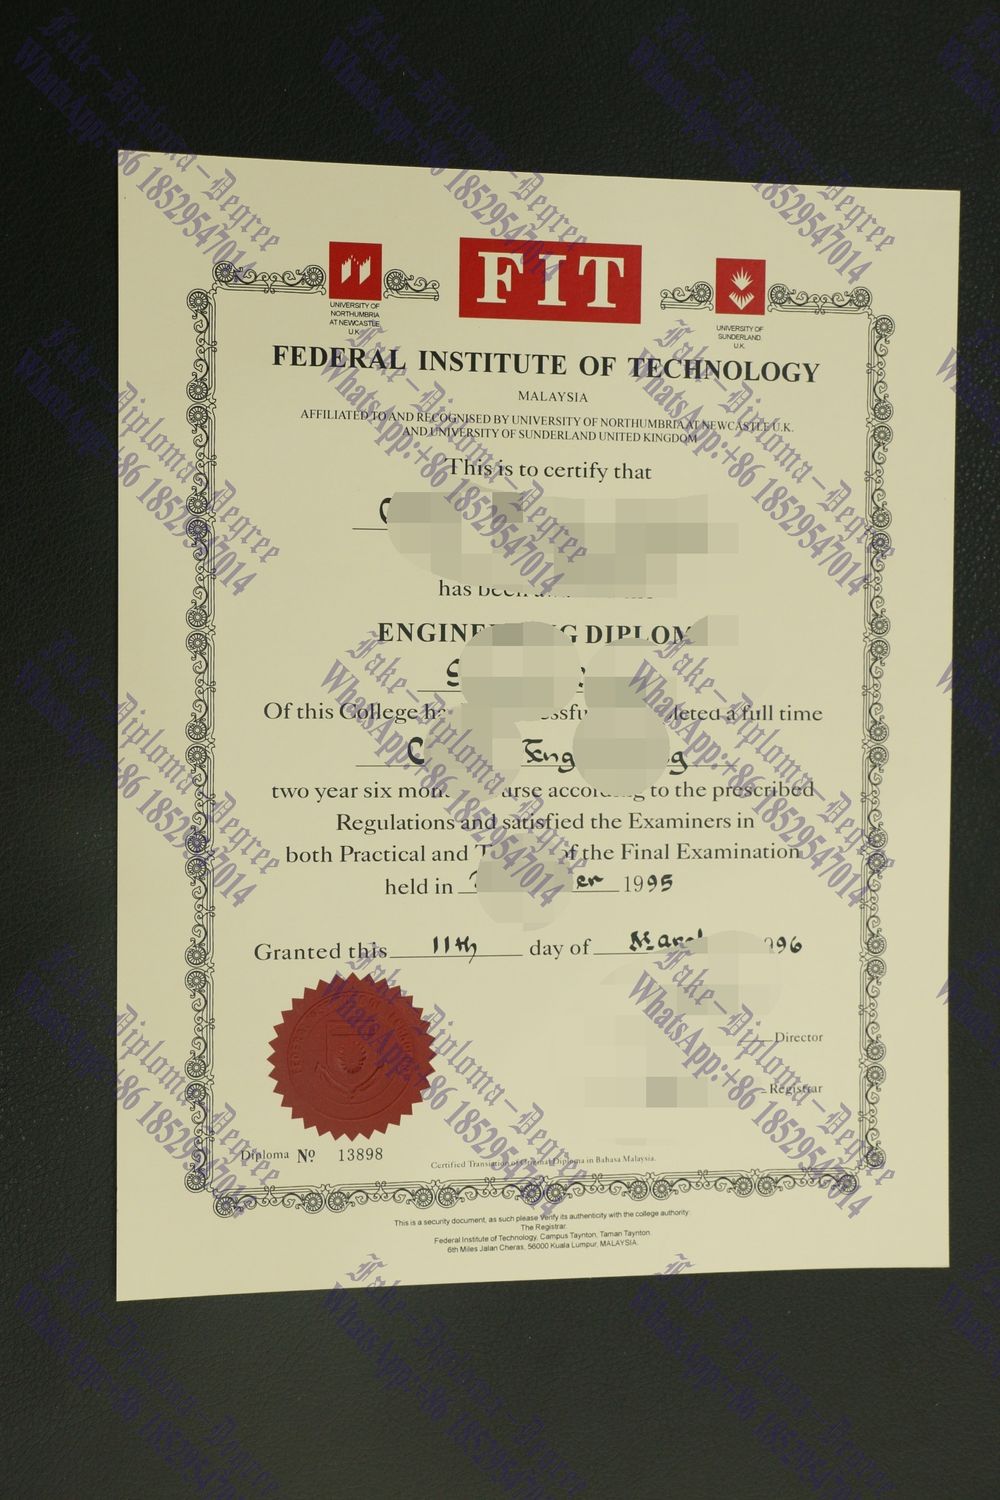 FIT
UNIVERSITY OF
NORTHUMBRIA
AT NEWCASTLE
U.K.
UNIVERSITY OF
SUNDERLAND
U.K.
FEDERAL INSTITUTE OF TECHNOLOGY
MALAYSIA
AFFILIATED TO AND RECOGNISED BY UNIVERSITY OF NORTHUMBRIA AT NEWCASTLE U.K.
AND UNIVERSITY OF SUNDERLAND UNITED KINGDOM
This is to certify that
has been
ENGINEERING DIPLOM
Of this College full time
Eng
two year six according to the prescribed
Regulations and satisfied the Examiners in
both Practical and of the Final Examination
held in 1995
Granted this 11th day of March 96
Director
Registrar
Diploma No 13898
Certified Translation of Original Diploma in Bahasa Malaysia.
This is a security document, as such please Verify its authenticity with the college authority:
The Registrar
Federal Institute of Technology, Campus Taynton, Taman Taynton.
6th Miles Jalan Cheras, 56000 Kuala Lumpur, MALAYSIA.
Fake-Diploma-Degree
WhatsApp:+86 18529547014